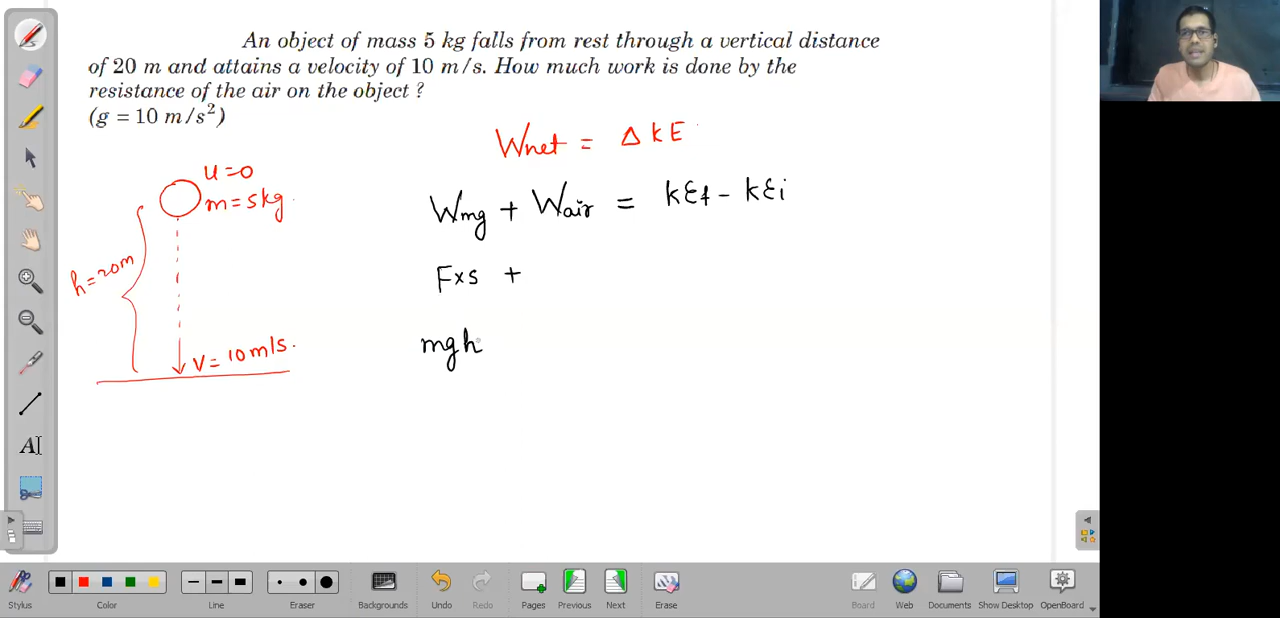 An object of mass 5 kg falls from rest through a vertical distance
of 20 m and attains a velocity of 10 m/s. How much work is done by the
resistance of the air on the object ?
(g = 10 m/s²)
Wnet = Δ KE
u=0
m=5kg
Wmg + Wair = KEf - KEi
h=20m
F×s +
mgh
V=10m/s.
AI
Stylus
Color
Line
Eraser
Backgrounds
Undo
Redo
Pages
Previous
Next
Erase
Board
Web
Documents
Show Desktop
OpenBoard